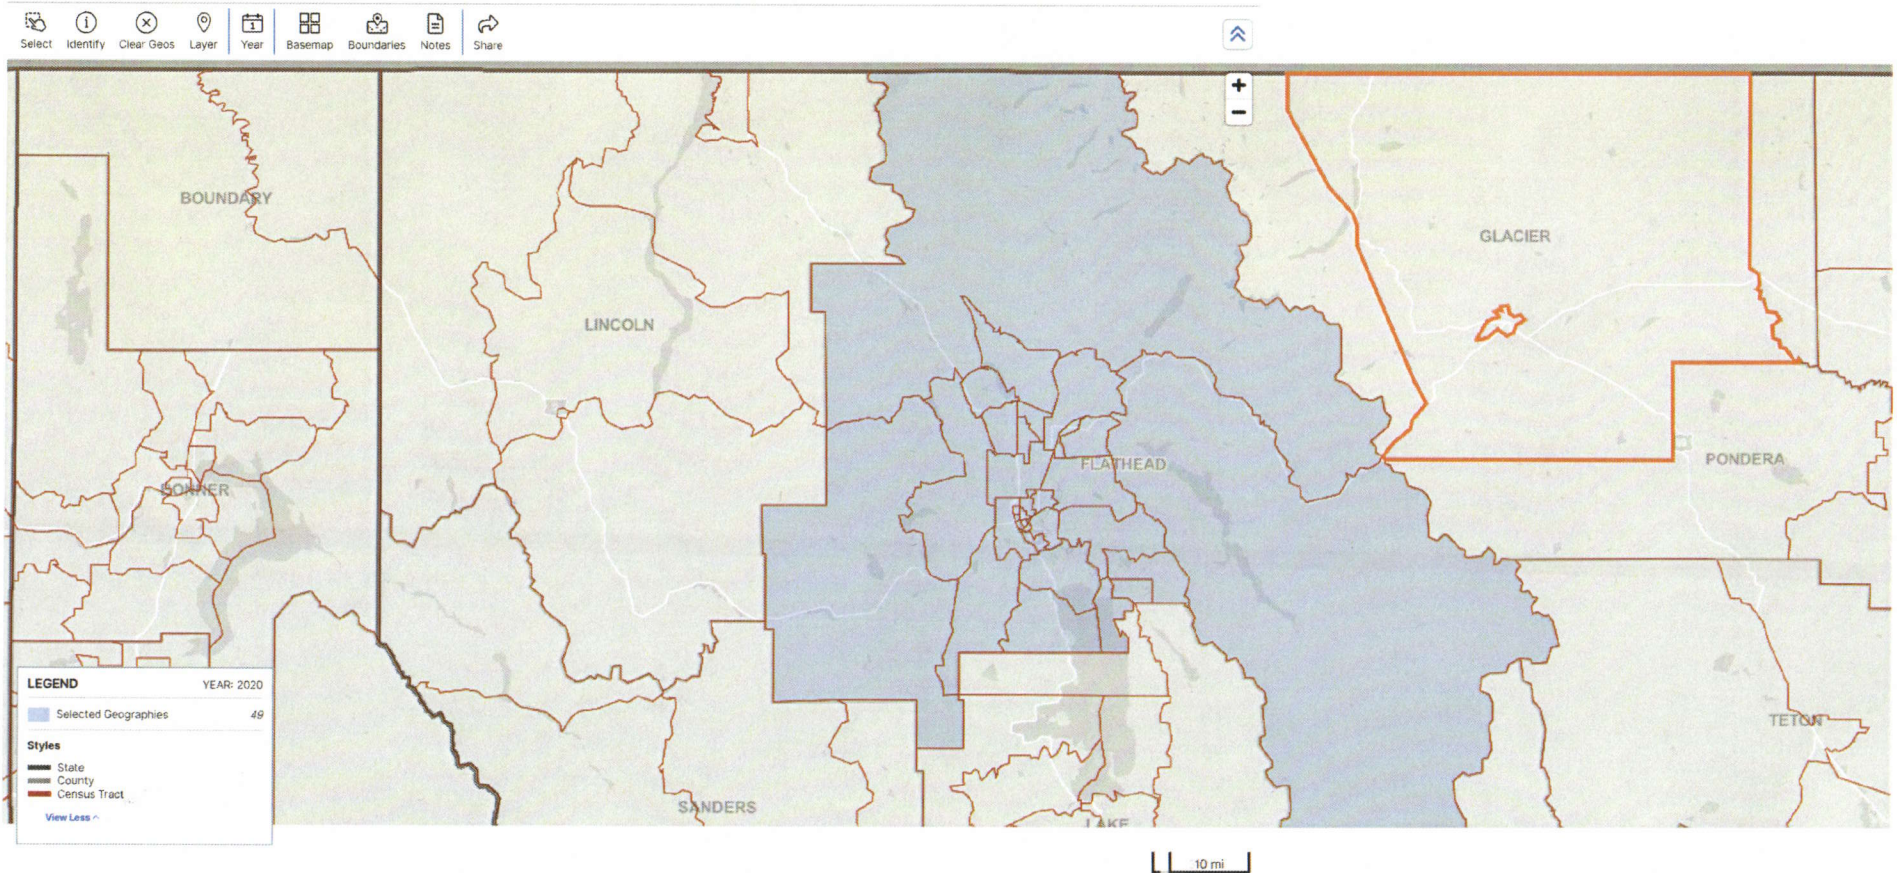 Select Identify Clear Geos Layer Year Basemap Boundaries Notes Share
1
+
−
BOUNDARY
GLACIER
LINCOLN
FLATHEAD
PONDERA
BONNER
TETON
SANDERS
LAKE
LEGEND YEAR: 2020
Selected Geographies 49
Styles
State
County
Census Tract
View Less ^
10 mi